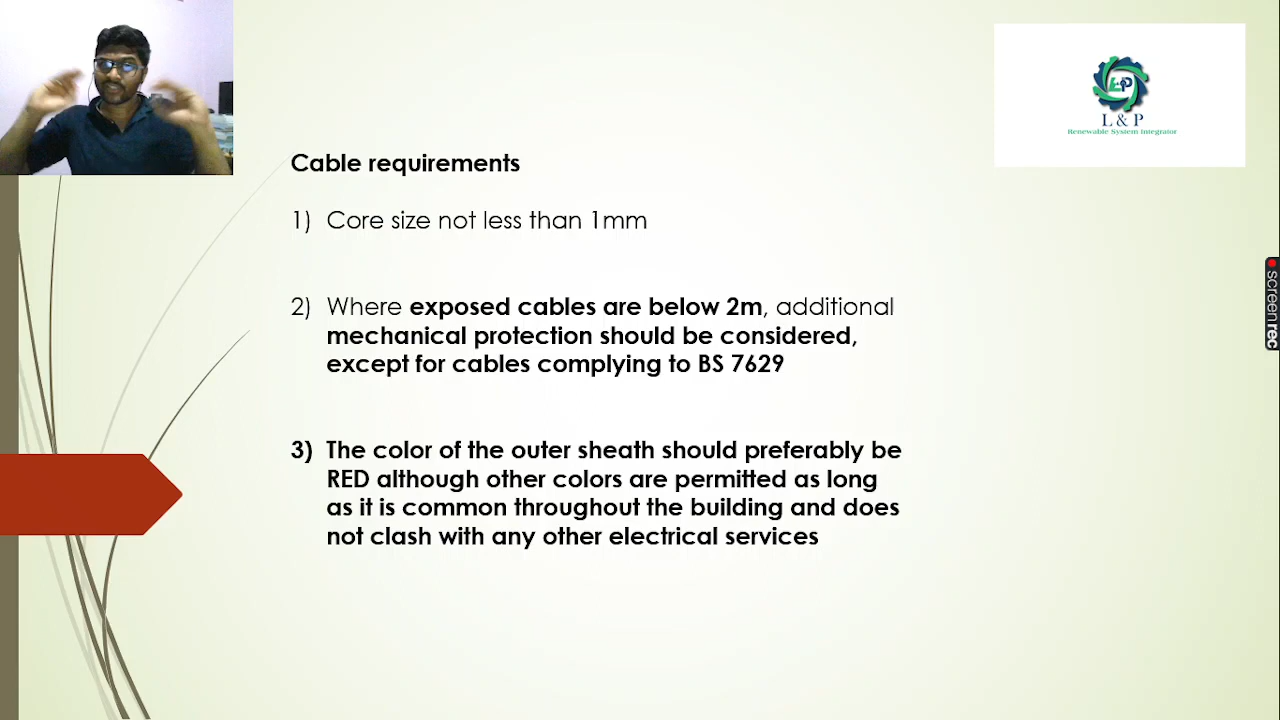 L&P
L & P
Renewable System Integrator
Cable requirements
1) Core size not less than 1mm
2) Where exposed cables are below 2m, additional
mechanical protection should be considered,
except for cables complying to BS 7629
3) The color of the outer sheath should preferably be
RED although other colors are permitted as long
as it is common throughout the building and does
not clash with any other electrical services
screenrec